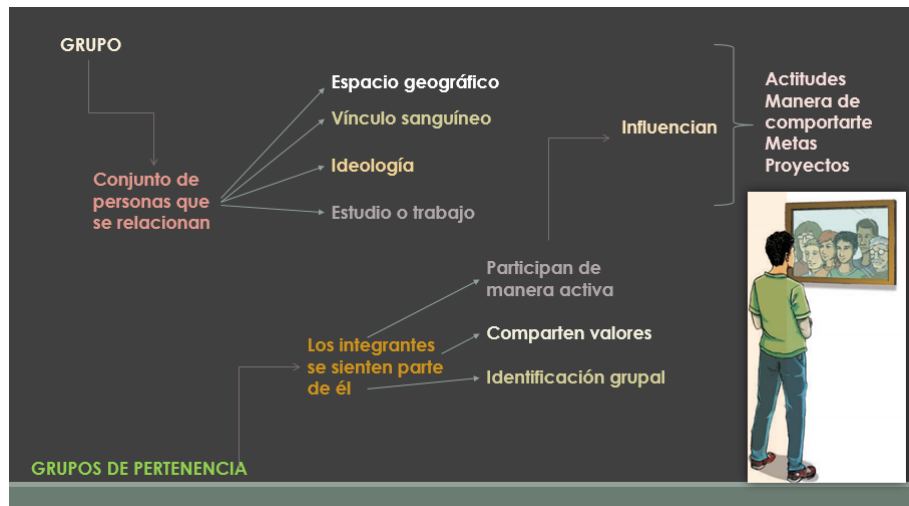 GRUPO
Conjunto de
personas que
se relacionan
Espacio geográfico
Vínculo sanguíneo
Ideología
Estudio o trabajo
Influencian
Actitudes
Manera de
comportarte
Metas
Proyectos
GRUPOS DE PERTENENCIA
Los integrantes
se sienten parte
de él
Participan de
manera activa
Comparten valores
Identificación grupal